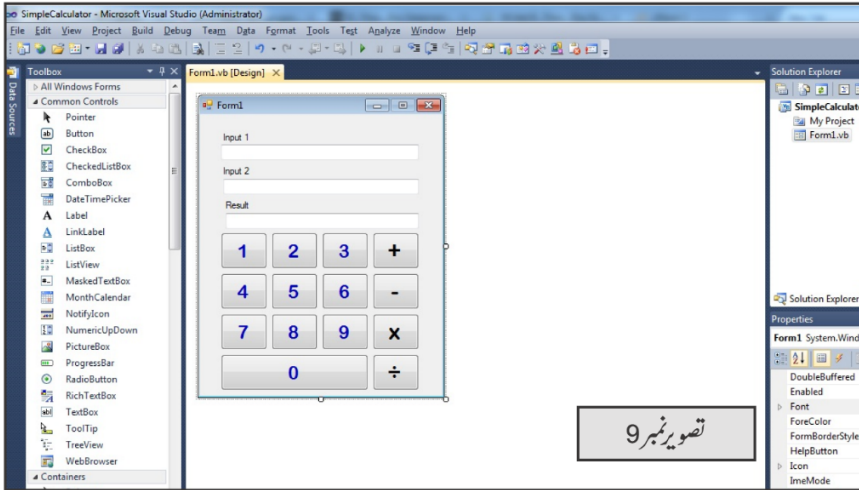 SimpleCalculator - Microsoft Visual Studio (Administrator)
File Edit View Project Build Debug Team Data Format Tools Test Analyze Window Help
Data Sources
Toolbox
All Windows Forms
Common Controls
Pointer
Button
CheckBox
CheckedListBox
ComboBox
DateTimePicker
Label
LinkLabel
ListBox
ListView
MaskedTextBox
MonthCalendar
NotifyIcon
NumericUpDown
PictureBox
ProgressBar
RadioButton
RichTextBox
TextBox
ToolTip
TreeView
WebBrowser
Containers
Form1.vb [Design]
Form1
Input 1
Input 2
Result
1 2 3 +
4 5 6 -
7 8 9 x
0 ÷
تصویر نمبر 9
Solution Explorer
SimpleCalculat
My Project
Form1.vb
Solution Explorer
Properties
Form1 System.Wind
DoubleBuffered
Enabled
Font
ForeColor
FormBorderStyle
HelpButton
Icon
ImeMode